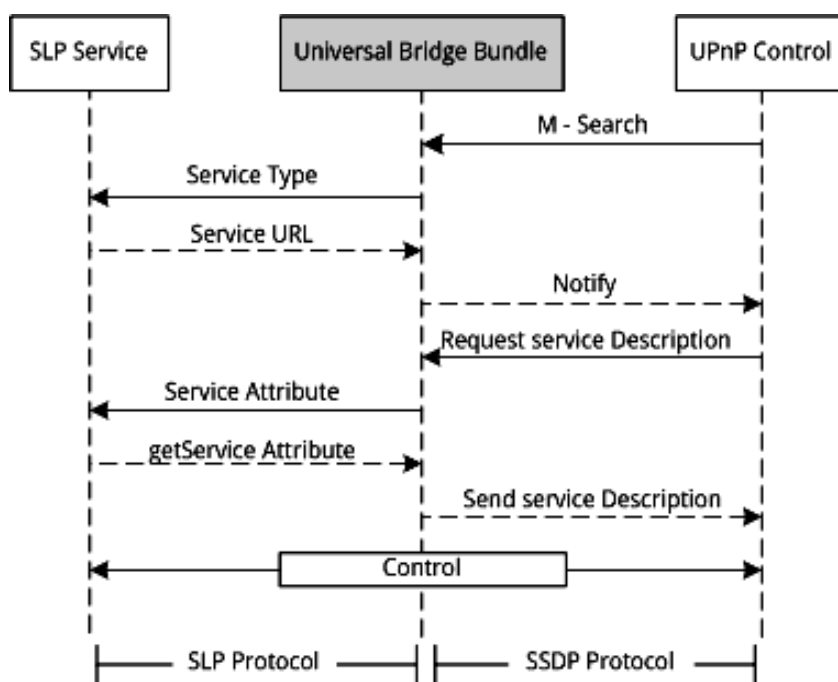 SLP Service
Universal Bridge Bundle
UPnP Control
M - Search
Service Type
Service URL
Notify
Request service Description
Service Attribute
getService Attribute
Send service Description
Control
SLP Protocol
SSDP Protocol